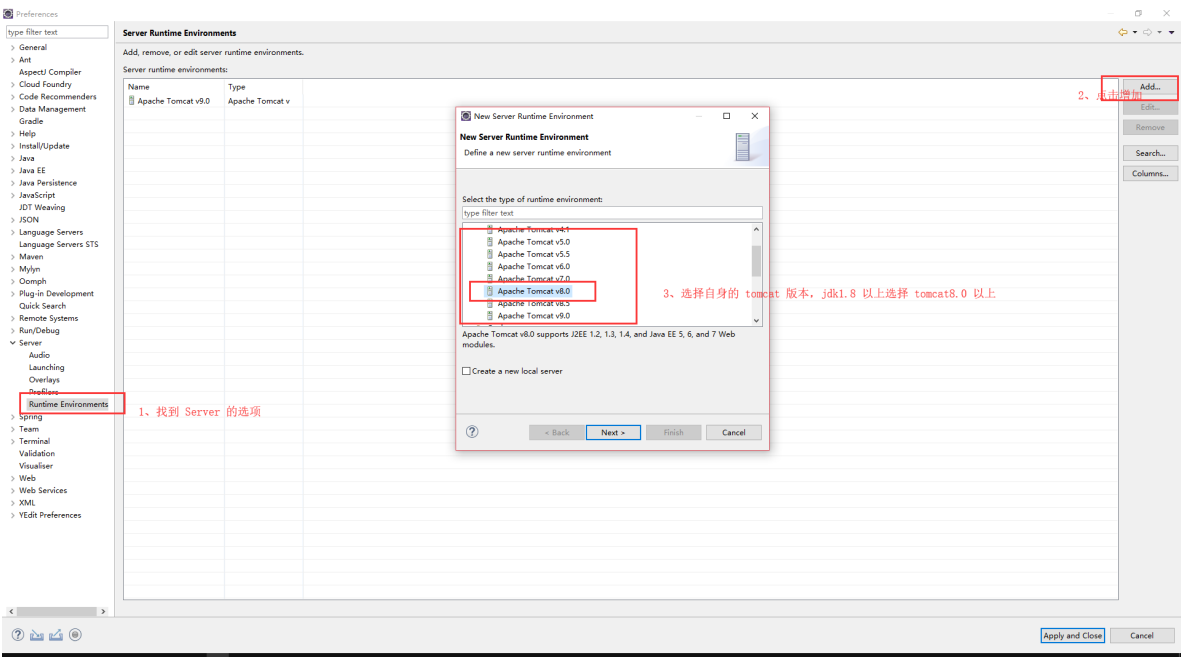 Preferences
type filter text
General
Ant
AspectJ Compiler
Cloud Foundry
Code Recommenders
Data Management
Gradle
Help
Install/Update
Java
Java EE
Java Persistence
JavaScript
JDT Weaving
JSON
Language Servers
Language Servers STS
Maven
Mylyn
Oomph
Plug-in Development
Quick Search
Remote Systems
Run/Debug
Server
Audio
Launching
Overlays
Profilers
Runtime Environments
Spring
Team
Terminal
Validation
Visualiser
Web
Web Services
XML
YEdit Preferences
1、找到 Server 的选项
Server Runtime Environments
Add, remove, or edit server runtime environments.
Server runtime environments:
Name Type
Apache Tomcat v9.0 Apache Tomcat v
2、点击增加
Add...
Edit...
Remove
Search...
Columns...
New Server Runtime Environment
New Server Runtime Environment
Define a new server runtime environment
Select the type of runtime environment:
type filter text
Apache Tomcat v4.1
Apache Tomcat v5.0
Apache Tomcat v5.5
Apache Tomcat v6.0
Apache Tomcat v7.0
Apache Tomcat v8.0
Apache Tomcat v8.5
Apache Tomcat v9.0
3、选择自身的 tomcat 版本，jdk1.8 以上选择 tomcat8.0 以上
Apache Tomcat v8.0 supports J2EE 1.2, 1.3, 1.4, and Java EE 5, 6, and 7 Web
modules.
Create a new local server
< Back Next > Finish Cancel
Apply and Close Cancel